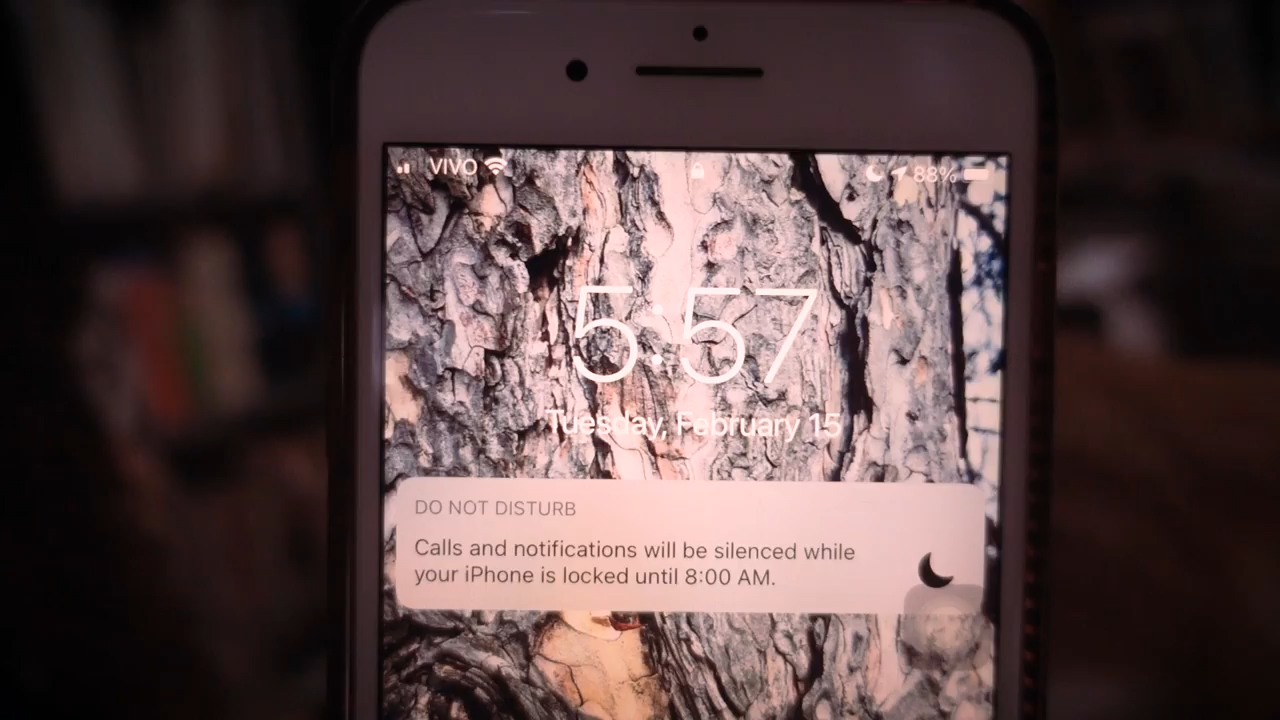 VIVO 88%
5:57
Tuesday, February 15
DO NOT DISTURB
Calls and notifications will be silenced while
your iPhone is locked until 8:00 AM.